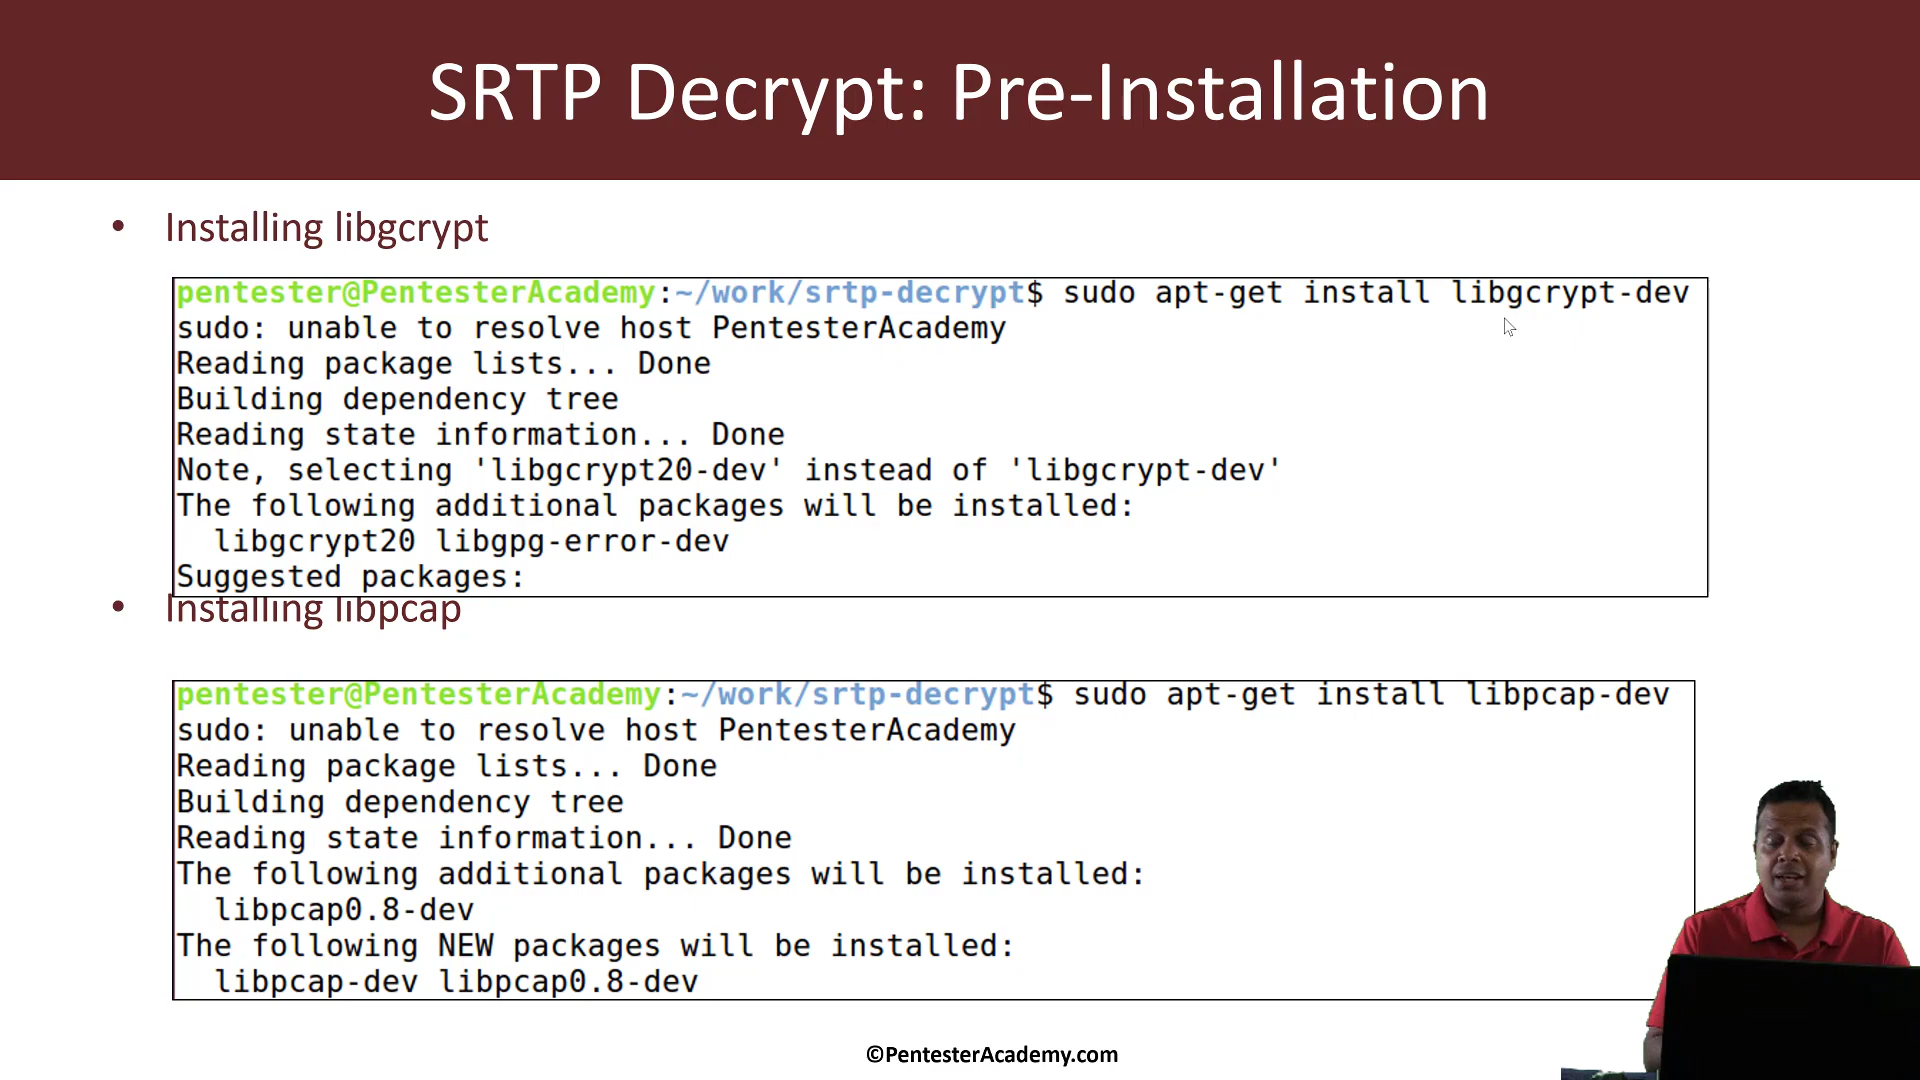 SRTP Decrypt: Pre-Installation
• Installing libgcrypt
pentester@PentesterAcademy:~/work/srtp-decrypt$ sudo apt-get install libgcrypt-dev
sudo: unable to resolve host PentesterAcademy
Reading package lists... Done
Building dependency tree
Reading state information... Done
Note, selecting 'libgcrypt20-dev' instead of 'libgcrypt-dev'
The following additional packages will be installed:
  libgcrypt20 libgpg-error-dev
Suggested packages:
• Installing libpcap
pentester@PentesterAcademy:~/work/srtp-decrypt$ sudo apt-get install libpcap-dev
sudo: unable to resolve host PentesterAcademy
Reading package lists... Done
Building dependency tree
Reading state information... Done
The following additional packages will be installed:
  libpcap0.8-dev
The following NEW packages will be installed:
  libpcap-dev libpcap0.8-dev
©PentesterAcademy.com